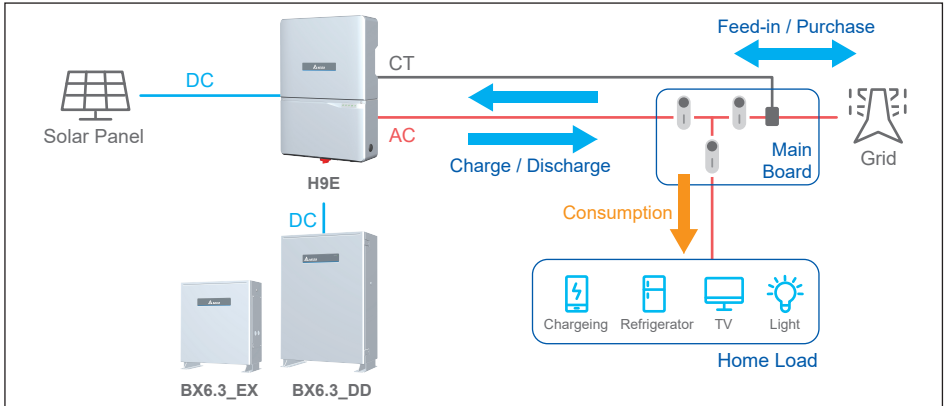 Feed-in / Purchase
CT
DC
AC
Solar Panel
Charge / Discharge
Main
Board
Grid
H9E
DC
Consumption
Chargeing
Refrigerator
TV
Light
Home Load
BX6.3_EX
BX6.3_DD